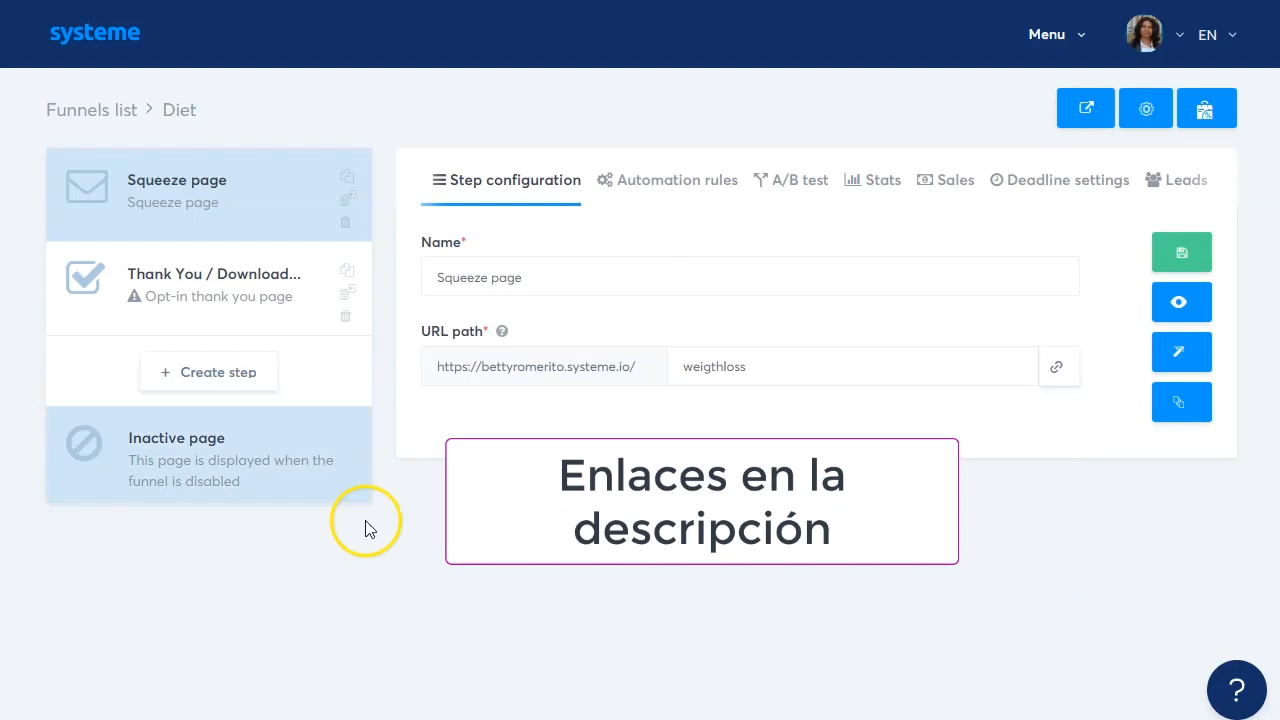 systeme
Menu
EN
Funnels list > Diet
Squeeze page
Squeeze page
Thank You / Download...
Opt-in thank you page
+ Create step
Inactive page
This page is displayed when the
funnel is disabled
Step configuration
Automation rules
A/B test
Stats
Sales
Deadline settings
Leads
Name*
Squeeze page
URL path* ?
https://bettyromerito.systeme.io/
weigthloss
Enlaces en la
descripción
?